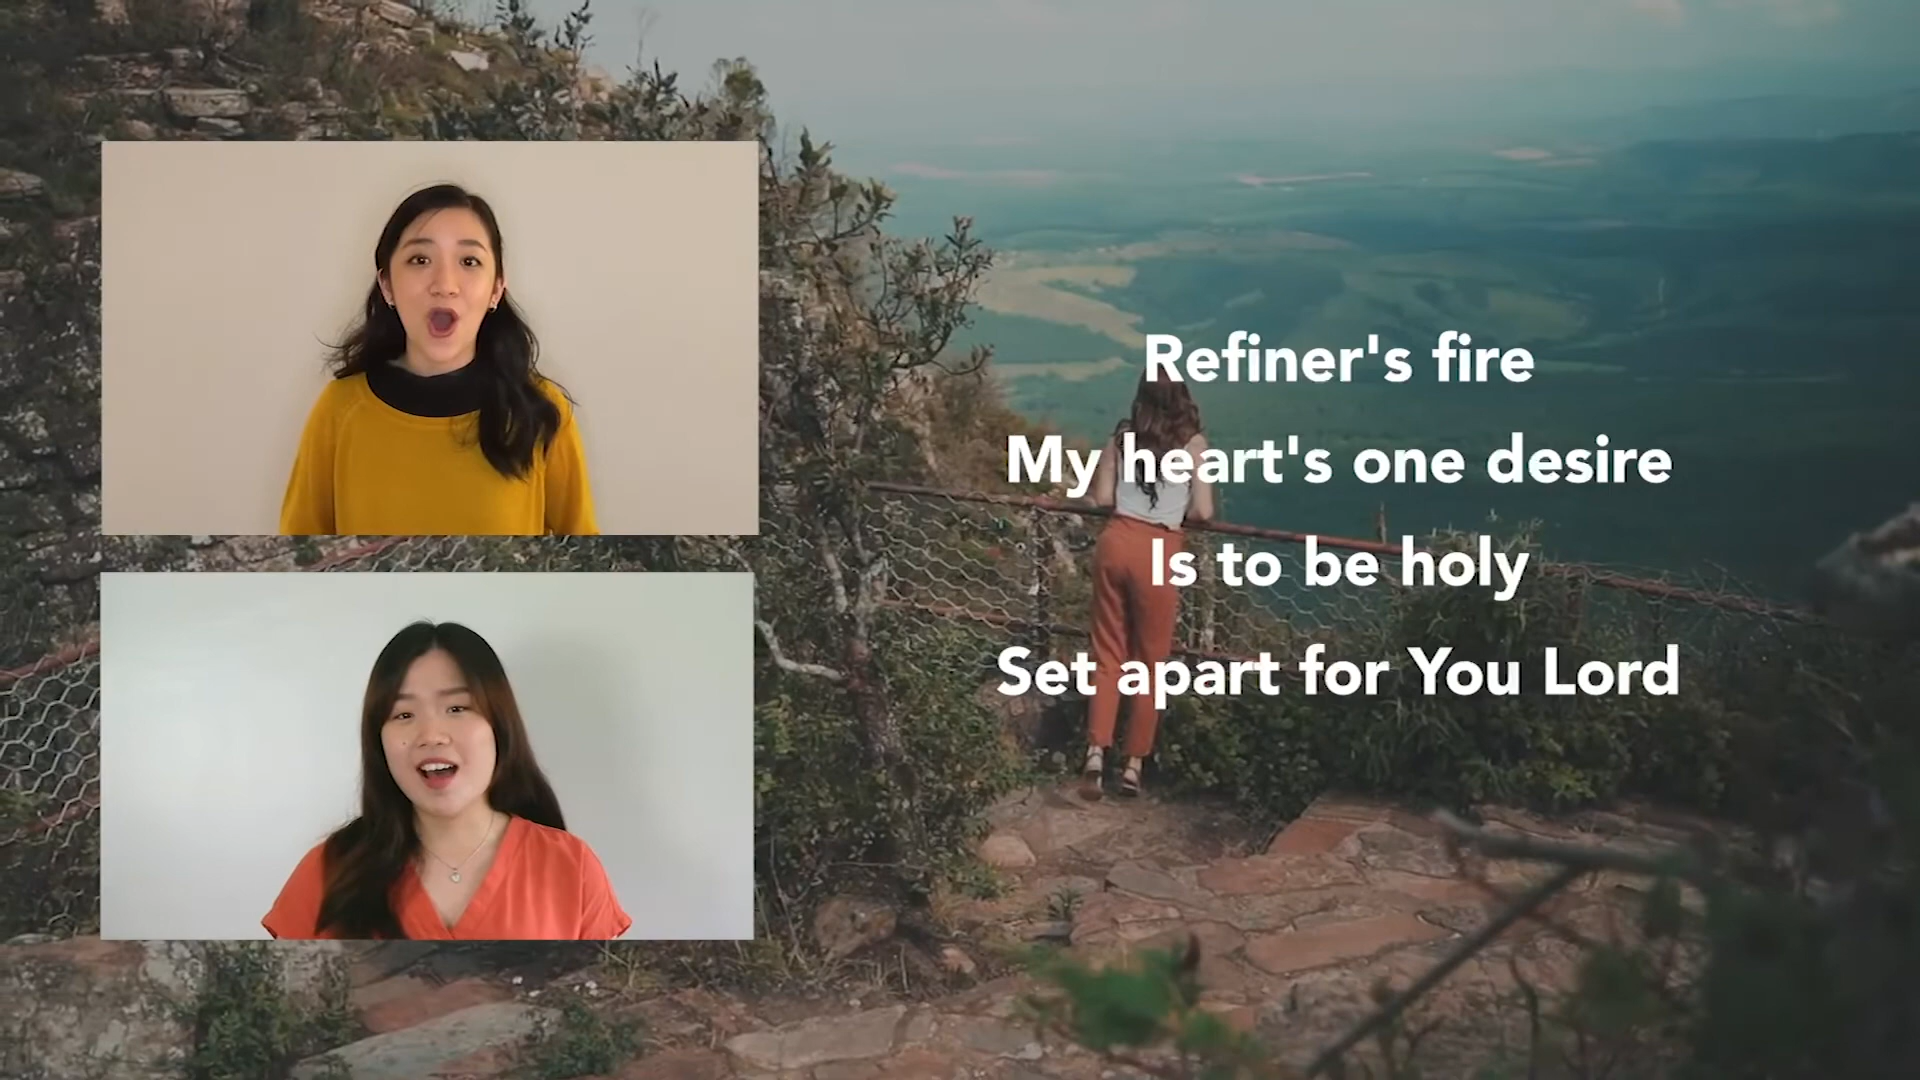 Refiner's fire
My heart's one desire
Is to be holy
Set apart for You Lord